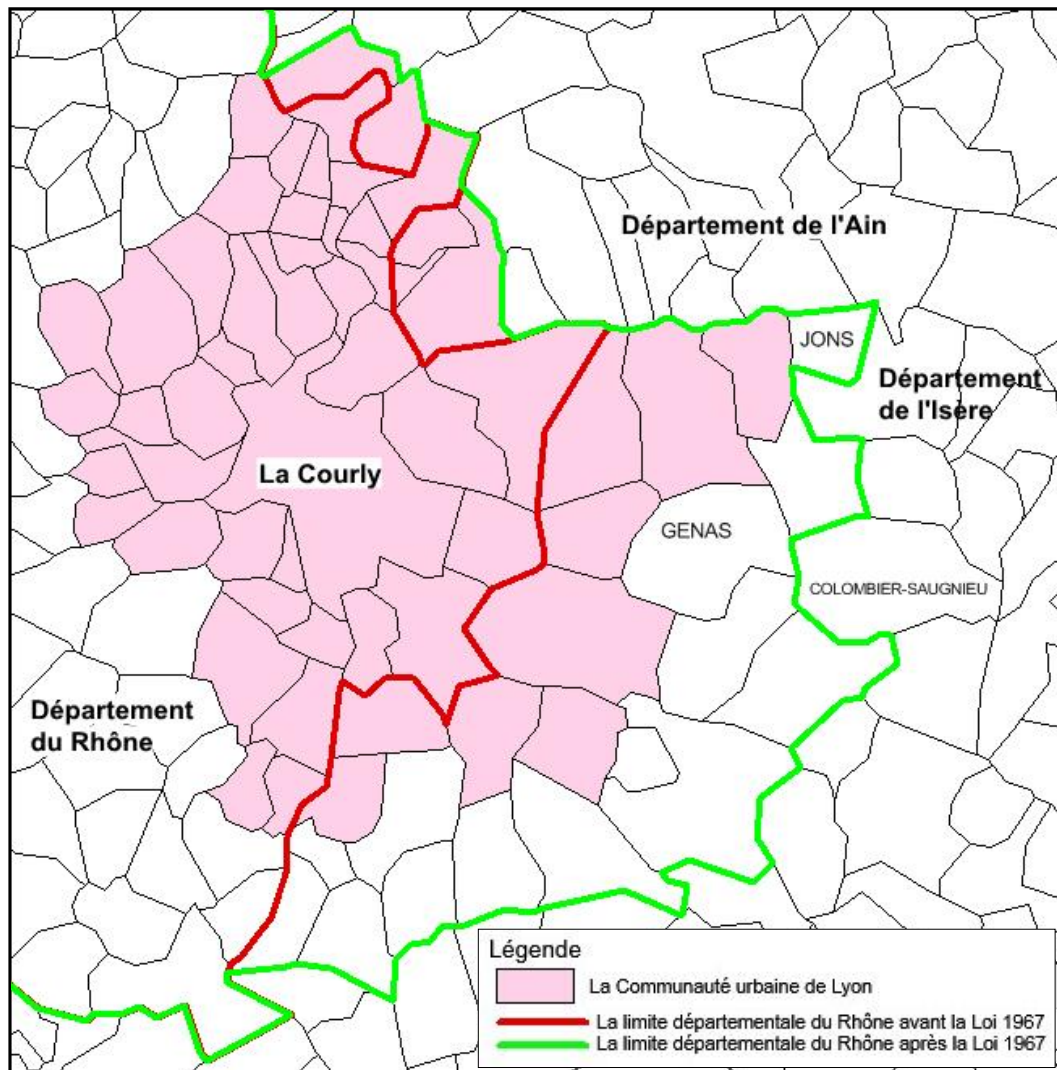 Département de l'Ain
JONS
Département
de l'Isère
La Courly
GENAS
COLOMBIER-SAUGNIEU
Département
du Rhône
Légende
La Communauté urbaine de Lyon
La limite départementale du Rhône avant la Loi 1967
La limite départementale du Rhône après la Loi 1967